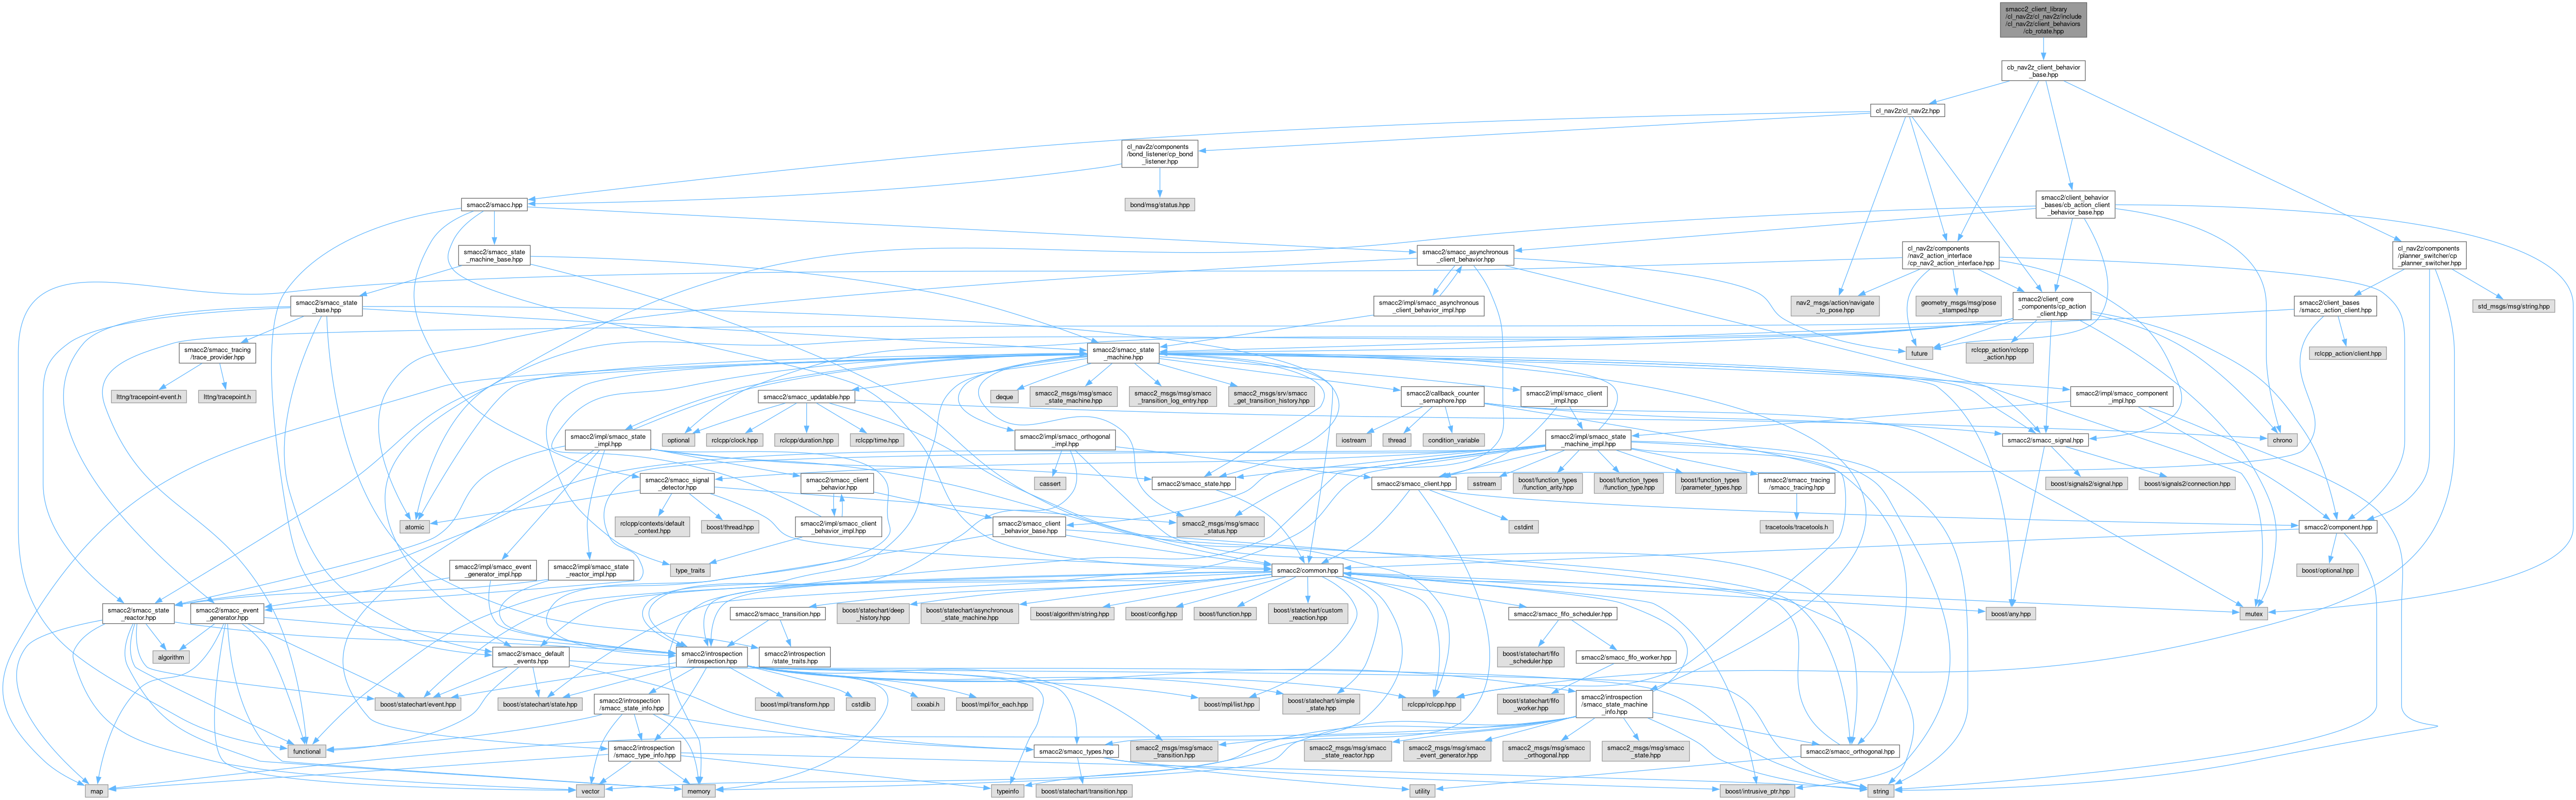 smacc2_client_library
/cl_nav2z/cl_nav2z/include
/cl_nav2z/client_behaviors
/cb_rotate.hpp
cb_nav2z_client_behavior
_base.hpp
cl_nav2z/cl_nav2z.hpp
cl_nav2z/components
/bond_listener/cp_bond
_listener.hpp
smacc2/smacc.hpp
bond/msg/status.hpp
smacc2/client_behavior
_bases/cb_action_client
_behavior_base.hpp
smacc2/smacc_state
_machine_base.hpp
smacc2/smacc_asynchronous
_client_behavior.hpp
cl_nav2z/components
/nav2_action_interface
/cp_nav2_action_interface.hpp
cl_nav2z/components
/planner_switcher/cp
_planner_switcher.hpp
smacc2/smacc_state
_base.hpp
smacc2/impl/smacc_asynchronous
_client_behavior_impl.hpp
nav2_msgs/action/navigate
_to_pose.hpp
geometry_msgs/msg/pose
_stamped.hpp
smacc2/client_core
_components/cp_action
_client.hpp
smacc2/client_bases
/smacc_action_client.hpp
std_msgs/msg/string.hpp
smacc2/smacc_tracing
/trace_provider.hpp
smacc2/smacc_state
_machine.hpp
future
rclcpp_action/rclcpp
_action.hpp
rclcpp_action/client.hpp
lttng/tracepoint-event.h
lttng/tracepoint.h
smacc2/smacc_updatable.hpp
deque
smacc2_msgs/msg/smacc
_state_machine.hpp
smacc2_msgs/msg/smacc
_transition_log_entry.hpp
smacc2_msgs/srv/smacc
_get_transition_history.hpp
smacc2/callback_counter
_semaphore.hpp
smacc2/impl/smacc_client
_impl.hpp
smacc2/impl/smacc_component
_impl.hpp
smacc2/impl/smacc_state
_impl.hpp
optional
rclcpp/clock.hpp
rclcpp/duration.hpp
rclcpp/time.hpp
smacc2/impl/smacc_orthogonal
_impl.hpp
iostream
thread
condition_variable
smacc2/impl/smacc_state
_machine_impl.hpp
smacc2/smacc_signal.hpp
chrono
smacc2/smacc_signal
_detector.hpp
smacc2/smacc_client
_behavior.hpp
cassert
smacc2/smacc_state.hpp
smacc2/smacc_client.hpp
sstream
boost/function_types
/function_arity.hpp
boost/function_types
/function_type.hpp
boost/function_types
/parameter_types.hpp
smacc2/smacc_tracing
/smacc_tracing.hpp
boost/signals2/signal.hpp
boost/signals2/connection.hpp
atomic
rclcpp/contexts/default
_context.hpp
boost/thread.hpp
smacc2/impl/smacc_client
_behavior_impl.hpp
smacc2/smacc_client
_behavior_base.hpp
smacc2_msgs/msg/smacc
_status.hpp
cstdint
tracetools/tracetools.h
smacc2/component.hpp
smacc2/impl/smacc_event
_generator_impl.hpp
smacc2/impl/smacc_state
_reactor_impl.hpp
type_traits
smacc2/common.hpp
boost/optional.hpp
smacc2/smacc_state
_reactor.hpp
smacc2/smacc_event
_generator.hpp
smacc2/smacc_transition.hpp
boost/statechart/deep
_history.hpp
boost/statechart/asynchronous
_state_machine.hpp
boost/algorithm/string.hpp
boost/config.hpp
boost/function.hpp
boost/statechart/custom
_reaction.hpp
smacc2/smacc_fifo_scheduler.hpp
boost/any.hpp
mutex
algorithm
smacc2/smacc_default
_events.hpp
smacc2/introspection
/introspection.hpp
smacc2/introspection
/state_traits.hpp
boost/statechart/fifo
_scheduler.hpp
smacc2/smacc_fifo_worker.hpp
boost/statechart/event.hpp
boost/statechart/state.hpp
smacc2/introspection
/smacc_state_info.hpp
boost/mpl/transform.hpp
cstdlib
cxxabi.h
boost/mpl/for_each.hpp
boost/mpl/list.hpp
boost/statechart/simple
_state.hpp
rclcpp/rclcpp.hpp
boost/statechart/fifo
_worker.hpp
smacc2/introspection
/smacc_state_machine
_info.hpp
functional
smacc2/introspection
/smacc_type_info.hpp
smacc2/smacc_types.hpp
smacc2_msgs/msg/smacc
_transition.hpp
smacc2_msgs/msg/smacc
_state_reactor.hpp
smacc2_msgs/msg/smacc
_event_generator.hpp
smacc2_msgs/msg/smacc
_orthogonal.hpp
smacc2_msgs/msg/smacc
_state.hpp
smacc2/smacc_orthogonal.hpp
map
vector
memory
typeinfo
boost/statechart/transition.hpp
utility
boost/intrusive_ptr.hpp
string